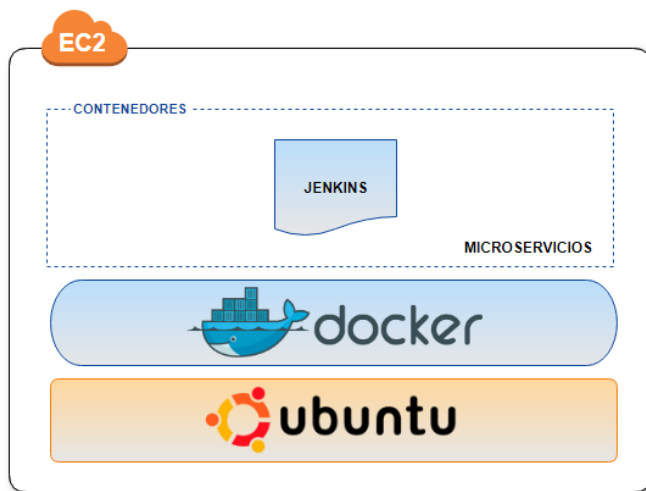 EC2
CONTENEDORES
JENKINS
MICROSERVICIOS
docker
ubuntu